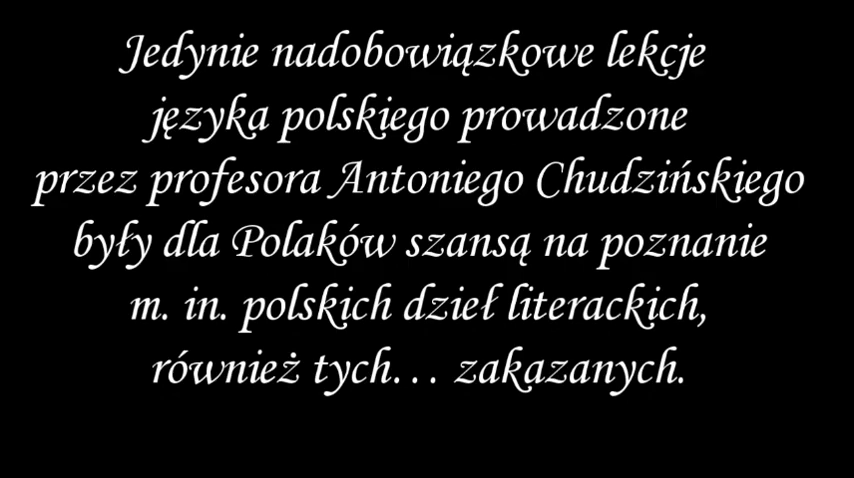 Jedynie nadobowiązkowe lekcje
języka polskiego prowadzone
przez profesora Antoniego Chudzińskiego
były dla Polaków szansą na poznanie
m. in. polskich dzieł literackich,
również tych… zakazanych.